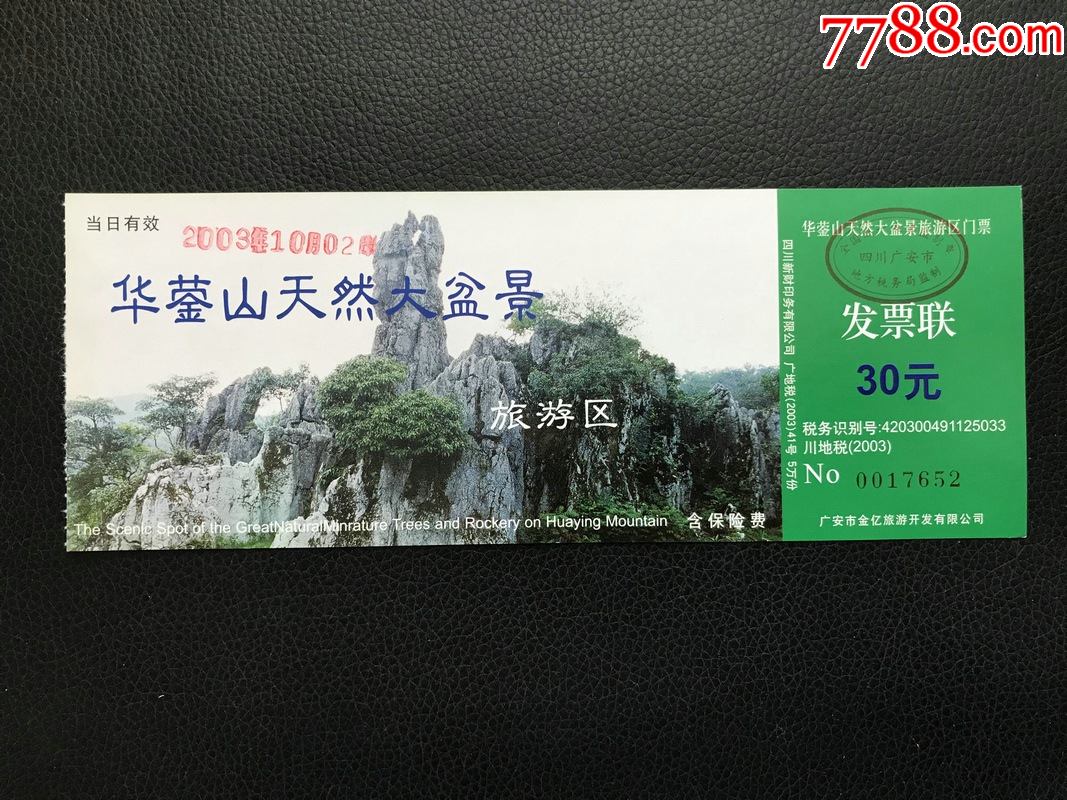 7788.com
当日有效
2003年10月02
华蓥山天然大盆景
旅游区
The Scenic Spot of the GreatNaturalMinrature Trees and Rockery on Huaying Mountain
含保险费
四川新财印务有限公司 广地税(2003)41号 5万份
华蓥山天然大盆景旅游区门票
四川广安市
地方税务局监制
发票联
30元
税务识别号:420300491125033
川地税(2003)
No 0017652
广安市金亿旅游开发有限公司